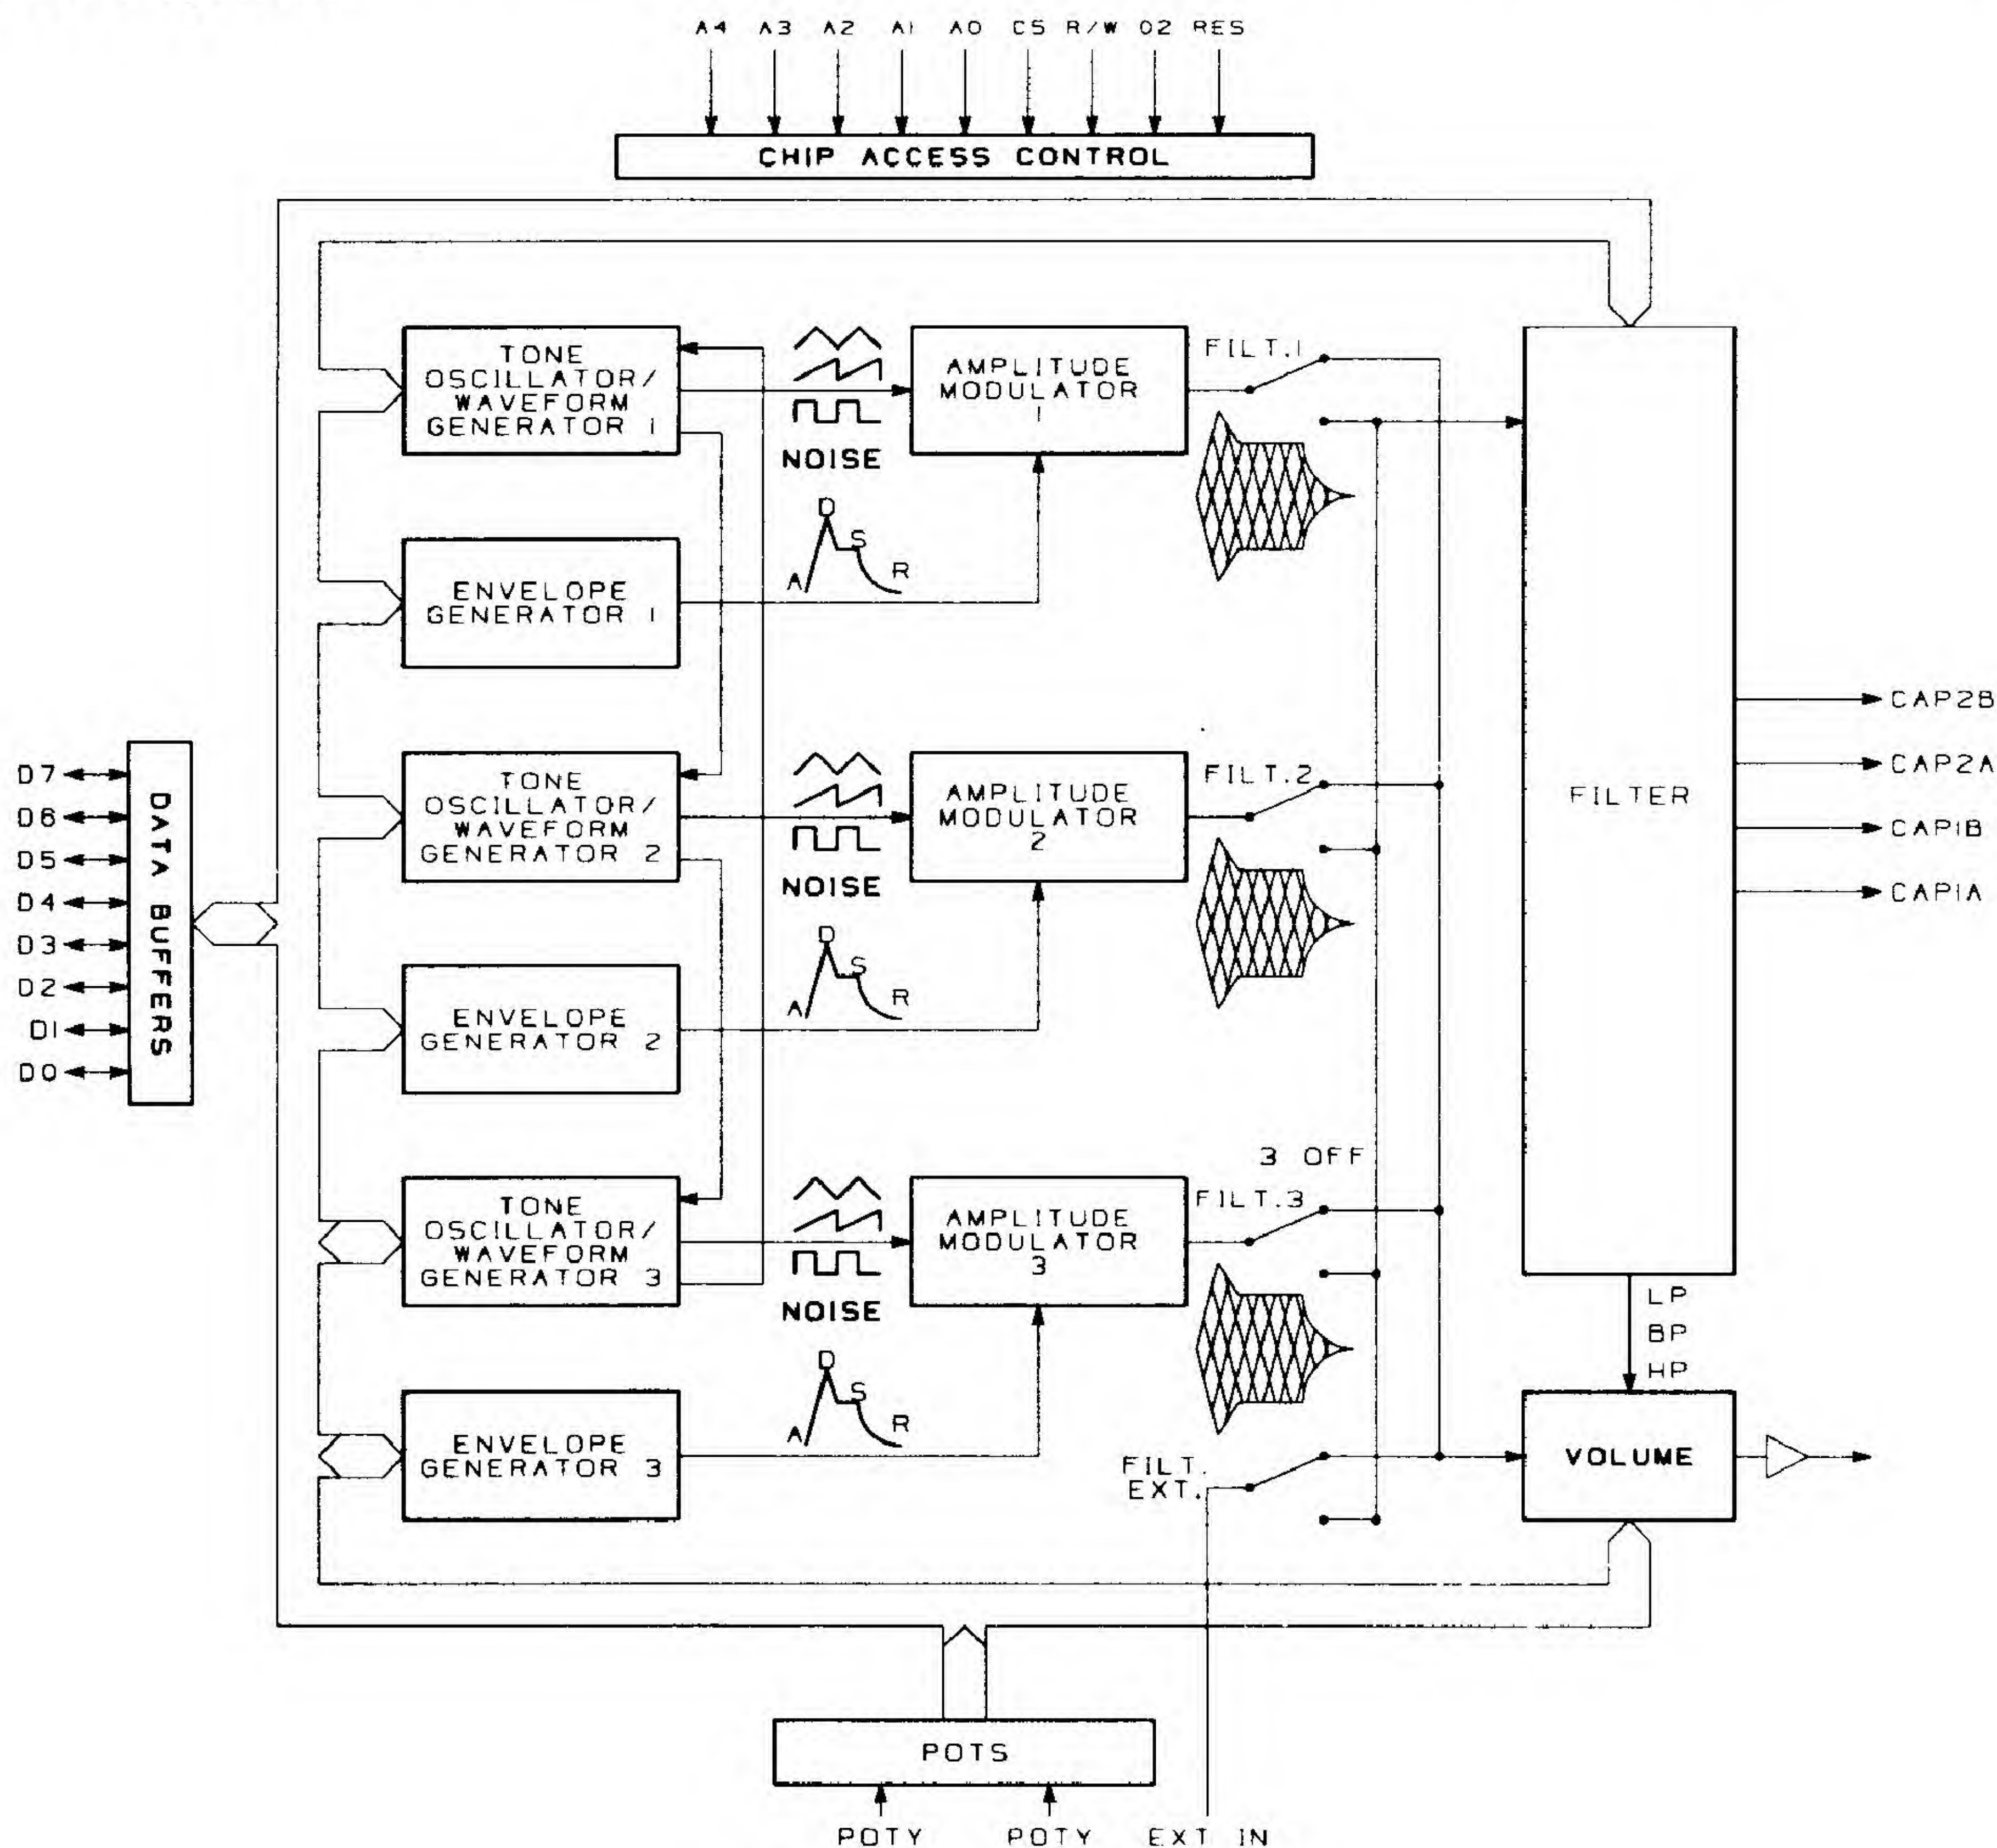 A4 A3 A2 A1 A0 CS R/W 02 RES
CHIP ACCESS CONTROL
TONE
OSCILLATOR/
WAVEFORM
GENERATOR 1
NOISE
AMPLITUDE
MODULATOR
1
FILT.1
ENVELOPE
GENERATOR 1
A
D
S
R
TONE
OSCILLATOR/
WAVEFORM
GENERATOR 2
NOISE
AMPLITUDE
MODULATOR
2
FILT.2
ENVELOPE
GENERATOR 2
A
D
S
R
TONE
OSCILLATOR/
WAVEFORM
GENERATOR 3
NOISE
AMPLITUDE
MODULATOR
3
3 OFF
FILT.3
ENVELOPE
GENERATOR 3
A
D
S
R
FILT.
EXT.
D7
D6
D5
D4
D3
D2
D1
D0
DATA BUFFERS
FILTER
CAP2B
CAP2A
CAP1B
CAP1A
LP
BP
HP
VOLUME
POTS
POTY POTY EXT IN